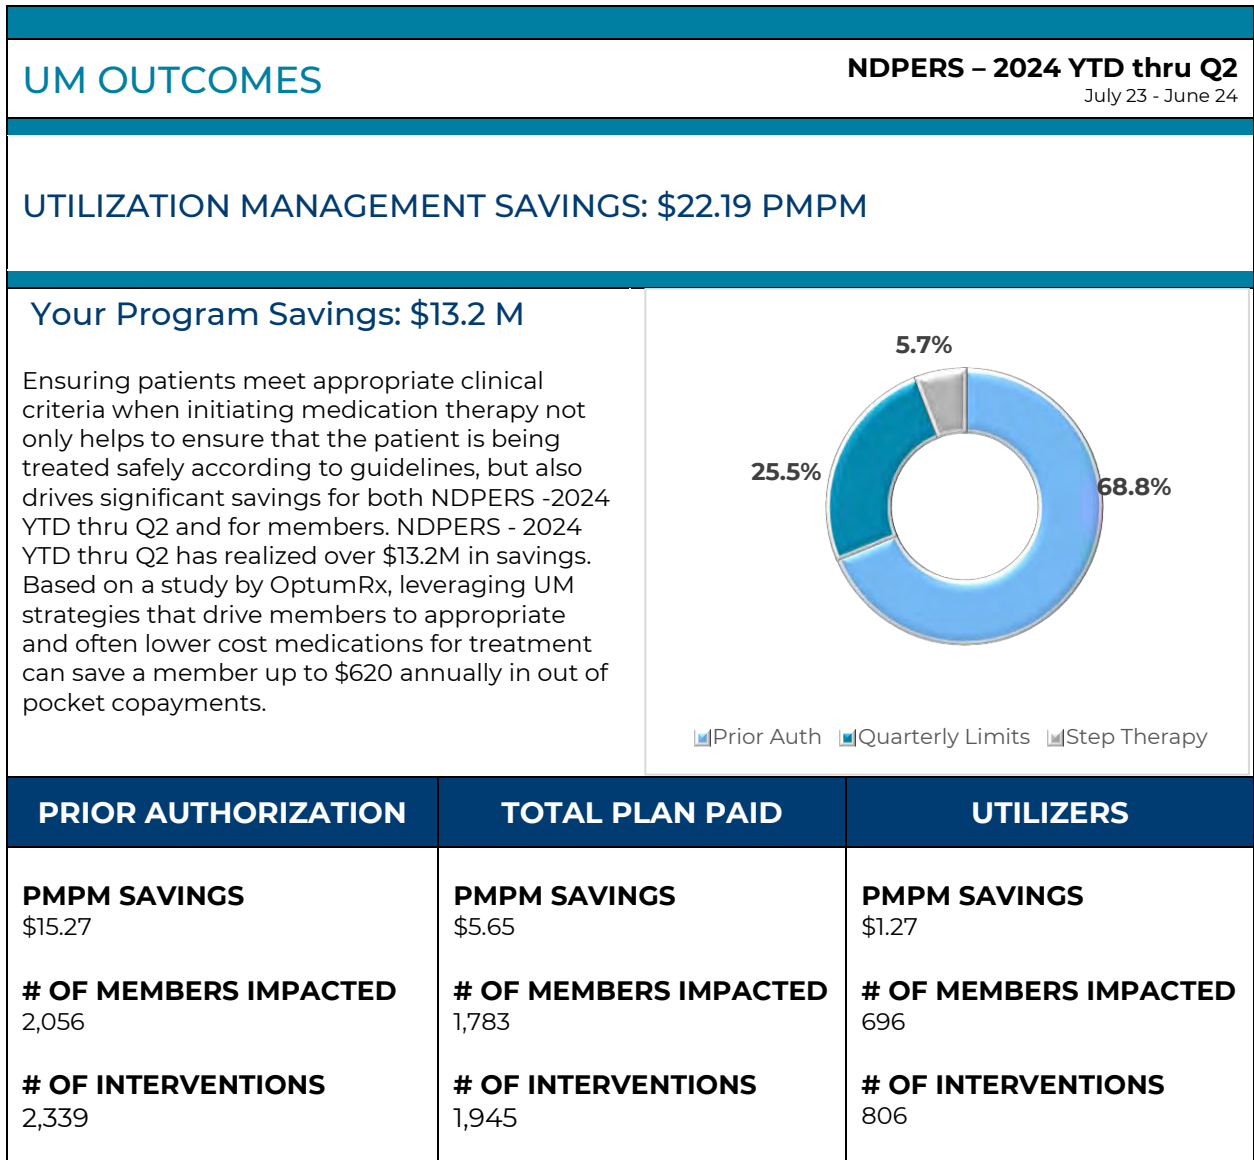 UM OUTCOMES
NDPERS – 2024 YTD thru Q2
July 23 - June 24
UTILIZATION MANAGEMENT SAVINGS: $22.19 PMPM
Your Program Savings: $13.2 M
Ensuring patients meet appropriate clinical
criteria when initiating medication therapy not
only helps to ensure that the patient is being
treated safely according to guidelines, but also
drives significant savings for both NDPERS -2024
YTD thru Q2 and for members. NDPERS - 2024
YTD thru Q2 has realized over $13.2M in savings.
Based on a study by OptumRx, leveraging UM
strategies that drive members to appropriate
and often lower cost medications for treatment
can save a member up to $620 annually in out of
pocket copayments.
5.7%
25.5%
68.8%
Prior Auth Quarterly Limits Step Therapy
PRIOR AUTHORIZATION
PMPM SAVINGS
$15.27
# OF MEMBERS IMPACTED
2,056
# OF INTERVENTIONS
2,339
TOTAL PLAN PAID
PMPM SAVINGS
$5.65
# OF MEMBERS IMPACTED
1,783
# OF INTERVENTIONS
1,945
UTILIZERS
PMPM SAVINGS
$1.27
# OF MEMBERS IMPACTED
696
# OF INTERVENTIONS
806